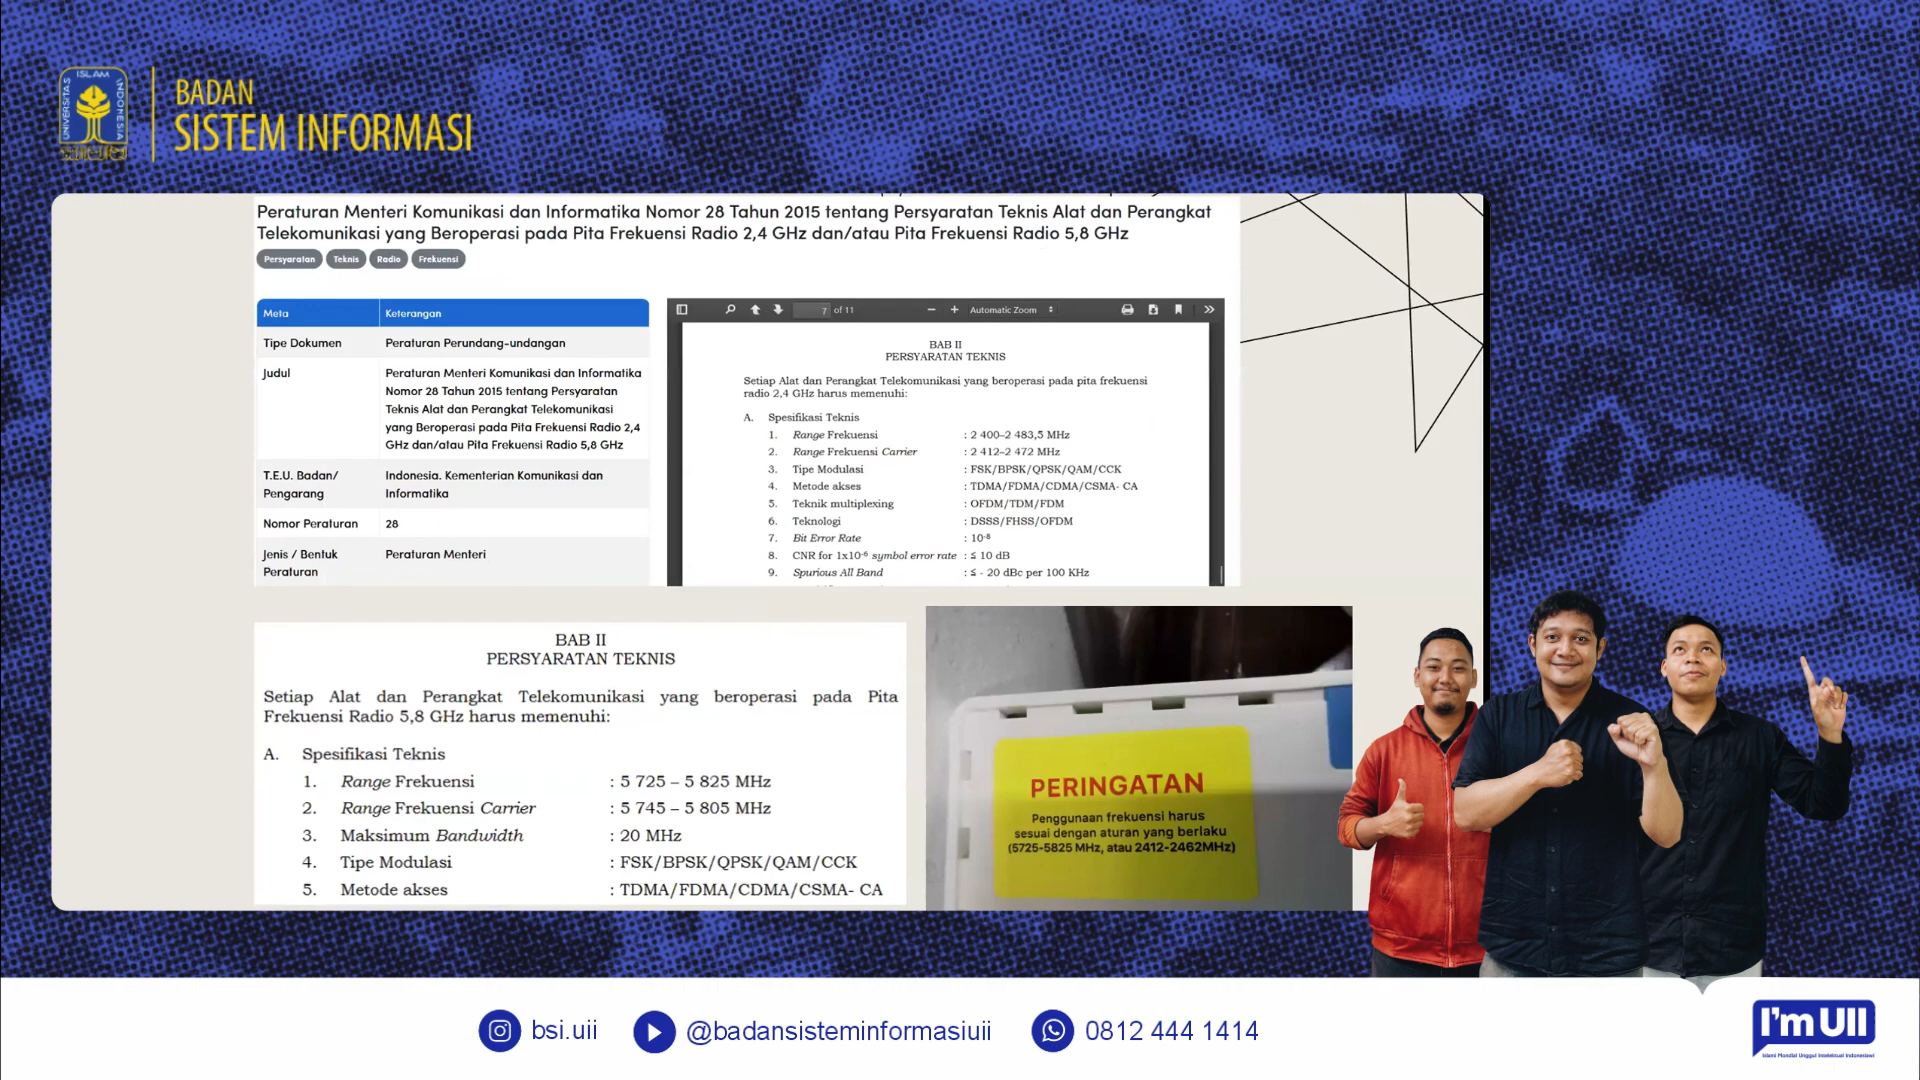 ISLAM
UNIVERSITAS
INDONESIA
BADAN
SISTEM INFORMASI
Peraturan Menteri Komunikasi dan Informatika Nomor 28 Tahun 2015 tentang Persyaratan Teknis Alat dan Perangkat
Telekomunikasi yang Beroperasi pada Pita Frekuensi Radio 2,4 GHz dan/atau Pita Frekuensi Radio 5,8 GHz
Persyaratan Teknis Radio Frekuensi
Meta Keterangan
Tipe Dokumen Peraturan Perundang-undangan
Judul Peraturan Menteri Komunikasi dan Informatika
Nomor 28 Tahun 2015 tentang Persyaratan
Teknis Alat dan Perangkat Telekomunikasi
yang Beroperasi pada Pita Frekuensi Radio 2,4
GHz dan/atau Pita Frekuensi Radio 5,8 GHz
T.E.U. Badan/ Indonesia. Kementerian Komunikasi dan
Pengarang Informatika
Nomor Peraturan 28
Jenis / Bentuk Peraturan Menteri
Peraturan
7 of 11 Automatic Zoom
BAB II
PERSYARATAN TEKNIS
Setiap Alat dan Perangkat Telekomunikasi yang beroperasi pada pita frekuensi
radio 2,4 GHz harus memenuhi:
A. Spesifikasi Teknis
1. Range Frekuensi : 2 400–2 483,5 MHz
2. Range Frekuensi Carrier : 2 412–2 472 MHz
3. Tipe Modulasi : FSK/BPSK/QPSK/QAM/CCK
4. Metode akses : TDMA/FDMA/CDMA/CSMA- CA
5. Teknik multiplexing : OFDM/TDM/FDM
6. Teknologi : DSSS/FHSS/OFDM
7. Bit Error Rate : 10⁻⁸
8. CNR for 1x10⁻⁶ symbol error rate : ≤ 10 dB
9. Spurious All Band : ≤ - 20 dBc per 100 KHz
BAB II
PERSYARATAN TEKNIS
Setiap Alat dan Perangkat Telekomunikasi yang beroperasi pada Pita
Frekuensi Radio 5,8 GHz harus memenuhi:
A. Spesifikasi Teknis
1. Range Frekuensi : 5 725 – 5 825 MHz
2. Range Frekuensi Carrier : 5 745 – 5 805 MHz
3. Maksimum Bandwidth : 20 MHz
4. Tipe Modulasi : FSK/BPSK/QPSK/QAM/CCK
5. Metode akses : TDMA/FDMA/CDMA/CSMA- CA
PERINGATAN
Penggunaan frekuensi harus
sesuai dengan aturan yang berlaku
(5725-5825 MHz, atau 2412-2462MHz)
bsi.uii
@badansisteminformasiuii
0812 444 1414
I'm UII
Islami Mondial Unggul Intelektual Indonesiawi